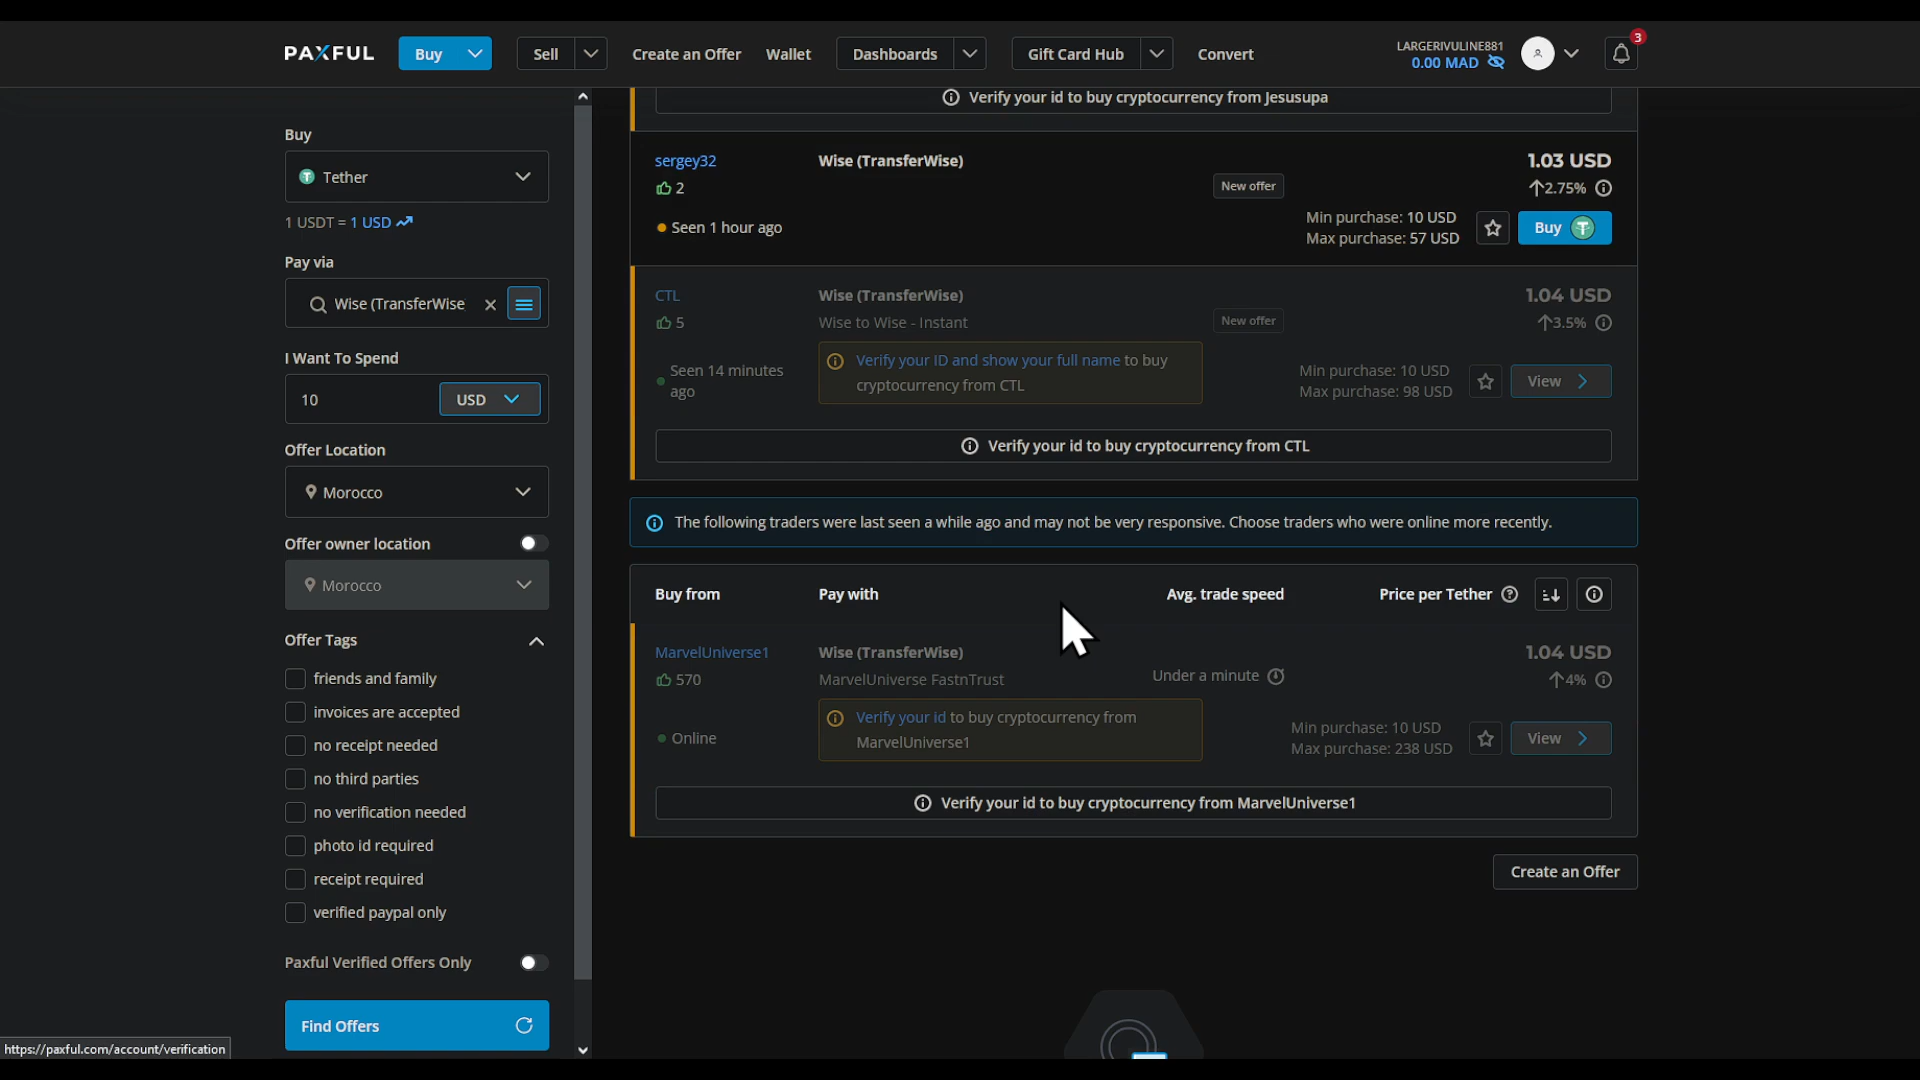 PAXFUL
Buy
Sell
Create an Offer
Wallet
Dashboards
Gift Card Hub
Convert
LARGERIVULINE881
0.00 MAD
3
Buy
Tether
1 USDT = 1 USD
Pay via
Wise (TransferWise
I Want To Spend
10
USD
Offer Location
Morocco
Offer owner location
Morocco
Offer Tags
friends and family
invoices are accepted
no receipt needed
no third parties
no verification needed
photo id required
receipt required
verified paypal only
Paxful Verified Offers Only
Find Offers
https://paxful.com/account/verification
Verify your id to buy cryptocurrency from Jesusupa
sergey32
Wise (TransferWise)
1.03 USD
2
New offer
2.75%
Seen 1 hour ago
Min purchase: 10 USD
Max purchase: 57 USD
Buy
CTL
Wise (TransferWise)
1.04 USD
5
Wise to Wise - Instant
New offer
3.5%
Seen 14 minutes
ago
Verify your ID and show your full name to buy
cryptocurrency from CTL
Min purchase: 10 USD
Max purchase: 98 USD
View
Verify your id to buy cryptocurrency from CTL
The following traders were last seen a while ago and may not be very responsive. Choose traders who were online more recently.
Buy from
Pay with
Avg. trade speed
Price per Tether
MarvelUniverse1
Wise (TransferWise)
1.04 USD
570
MarvelUniverse FastnTrust
Under a minute
4%
Online
Verify your id to buy cryptocurrency from
MarvelUniverse1
Min purchase: 10 USD
Max purchase: 238 USD
View
Verify your id to buy cryptocurrency from MarvelUniverse1
Create an Offer